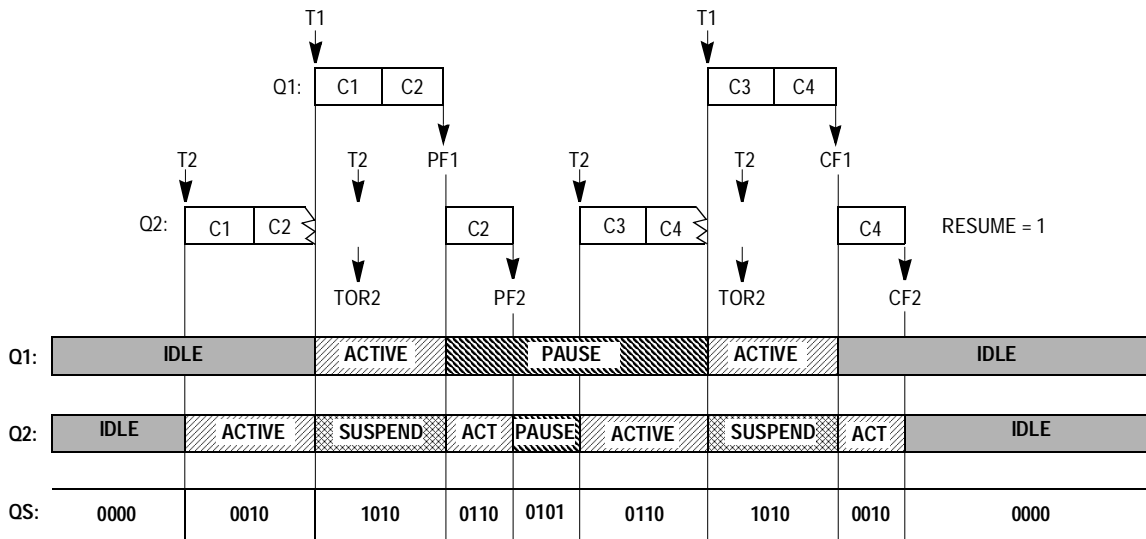 T1 T1
Q1: C1 C2 C3 C4
T2 T2 PF1 T2 T2 CF1
Q2: C1 C2 C2 C3 C4 C4 RESUME = 1
TOR2 PF2 TOR2 CF2
Q1: IDLE ACTIVE PAUSE ACTIVE IDLE
Q2: IDLE ACTIVE SUSPEND ACT PAUSE ACTIVE SUSPEND ACT IDLE
QS: 0000 0010 1010 0110 0101 0110 1010 0010 0000